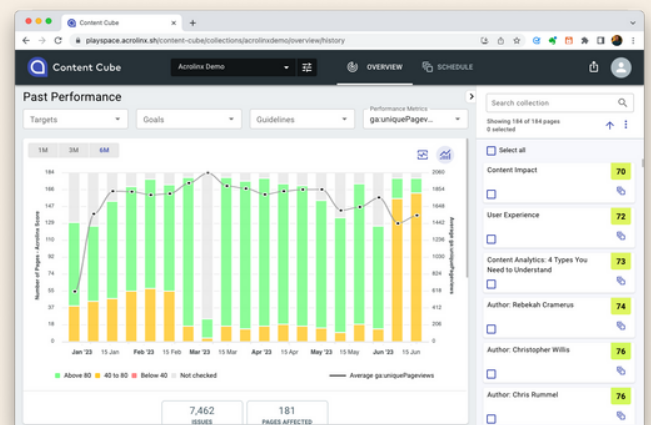 Content Cube
playspace.acrolinx.sh/content-cube/collections/acrolinxdemo/overview/history
Content Cube
Acrolinx Demo
OVERVIEW
SCHEDULE
Past Performance
Targets
Goals
Guidelines
Performance Metrics
ga:uniquePagev...
1M 3M 6M
Number of Pages - Acrolinx Score
184
166
147
129
110
92
74
55
37
18
0
2060
1854
1648
1442
1236
1030
824
618
412
206
0
Average ga:uniquePageviews
Jan '23 15 Jan Feb '23 15 Feb Mar '23 15 Mar Apr '23 15 Apr May '23 15 May Jun '23 15 Jun
Above 80 40 to 80 Below 40 Not checked
Average ga:uniquePageviews
7,462
ISSUES
181
PAGES AFFECTED
Search collection
Showing 184 of 184 pages
0 selected
Select all
Content Impact
70
User Experience
72
Content Analytics: 4 Types You
Need to Understand
73
Author: Rebekah Cramerus
74
Author: Christopher Willis
76
Author: Chris Rummel
76